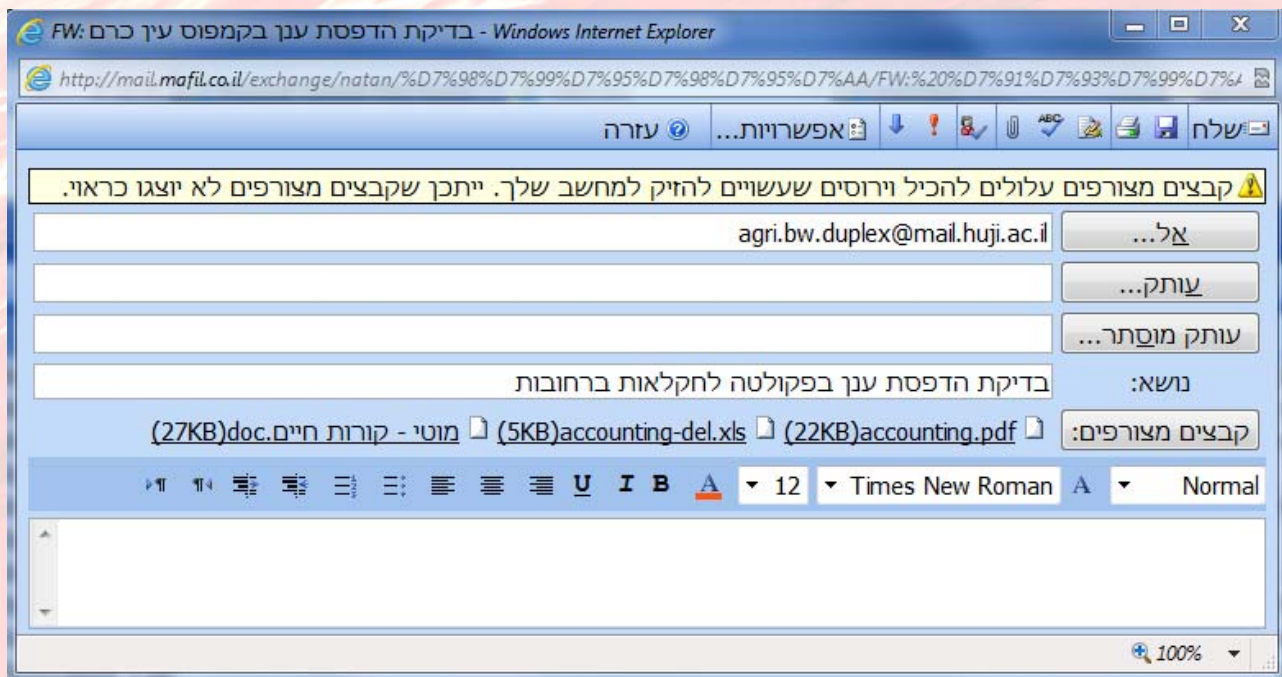 FW: בדיקת הדפסת ענן בקמפוס עין כרם - Windows Internet Explorer
http://mail.mafil.co.il/exchange/natan/%D7%98%D7%99%D7%95%D7%98%D7%95%D7%AA/FW:%20%D7%91%D7%93%D7%99%D7%A
שלח אפשרויות... עזרה
קבצים מצורפים עלולים להכיל וירוסים שעשויים להזיק למחשב שלך. ייתכן שקבצים מצורפים לא יוצגו כראוי.
אל... agri.bw.duplex@mail.huji.ac.il
עותק...
עותק מוסתר...
נושא: בדיקת הדפסת ענן בפקולטה לחקלאות ברחובות
קבצים מצורפים: accounting.pdf(22KB) accounting-del.xls(5KB) מוטי - קורות חיים.doc(27KB)
Normal A Times New Roman 12 A B I U
100%